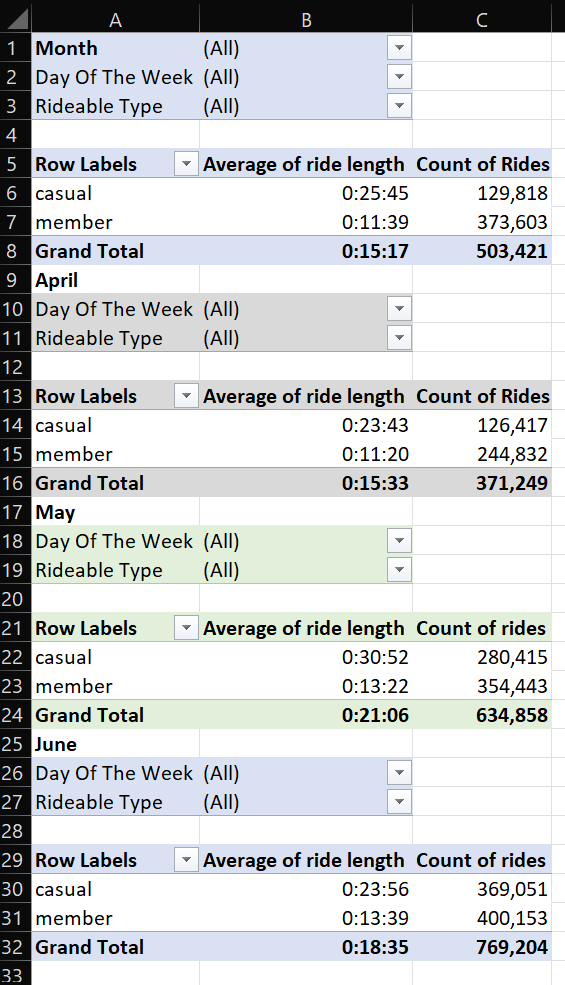 A B C
1 Month (All)
2 Day Of The Week (All)
3 Rideable Type (All)
4
5 Row Labels Average of ride length Count of Rides
6 casual 0:25:45 129,818
7 member 0:11:39 373,603
8 Grand Total 0:15:17 503,421
9 April
10 Day Of The Week (All)
11 Rideable Type (All)
12
13 Row Labels Average of ride length Count of Rides
14 casual 0:23:43 126,417
15 member 0:11:20 244,832
16 Grand Total 0:15:33 371,249
17 May
18 Day Of The Week (All)
19 Rideable Type (All)
20
21 Row Labels Average of ride length Count of rides
22 casual 0:30:52 280,415
23 member 0:13:22 354,443
24 Grand Total 0:21:06 634,858
25 June
26 Day Of The Week (All)
27 Rideable Type (All)
28
29 Row Labels Average of ride length Count of rides
30 casual 0:23:56 369,051
31 member 0:13:39 400,153
32 Grand Total 0:18:35 769,204
33